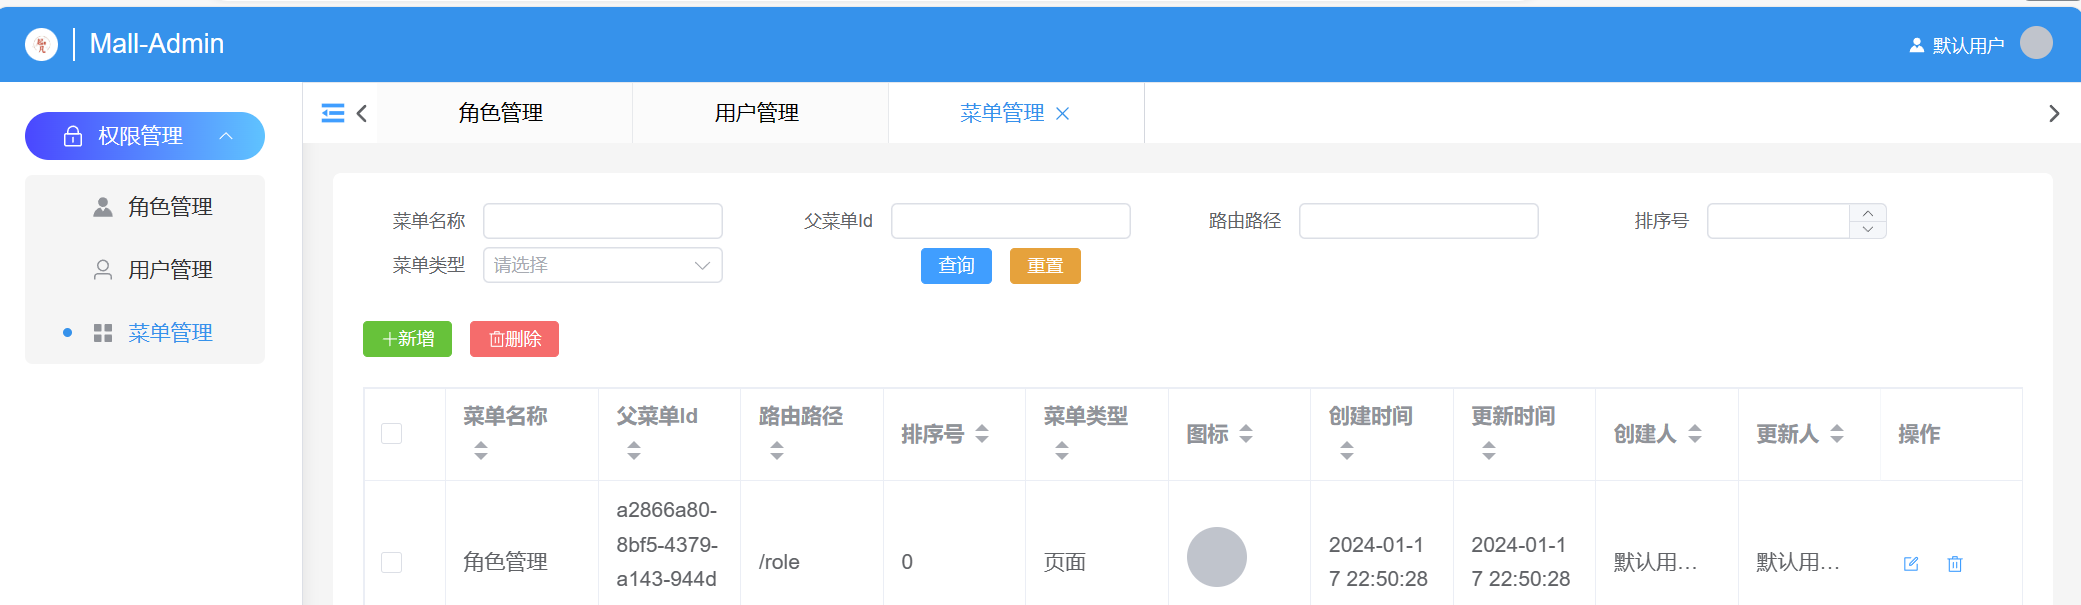 Mall-Admin
默认用户
权限管理
角色管理
用户管理
菜单管理
角色管理
用户管理
菜单管理
菜单名称
父菜单Id
路由路径
排序号
菜单类型
请选择
查询
重置
新增
删除
菜单名称
父菜单Id
路由路径
排序号
菜单类型
图标
创建时间
更新时间
创建人
更新人
操作
角色管理
a2866a80-
8bf5-4379-
a143-944d
/role
0
页面
2024-01-1
7 22:50:28
2024-01-1
7 22:50:28
默认用...
默认用...